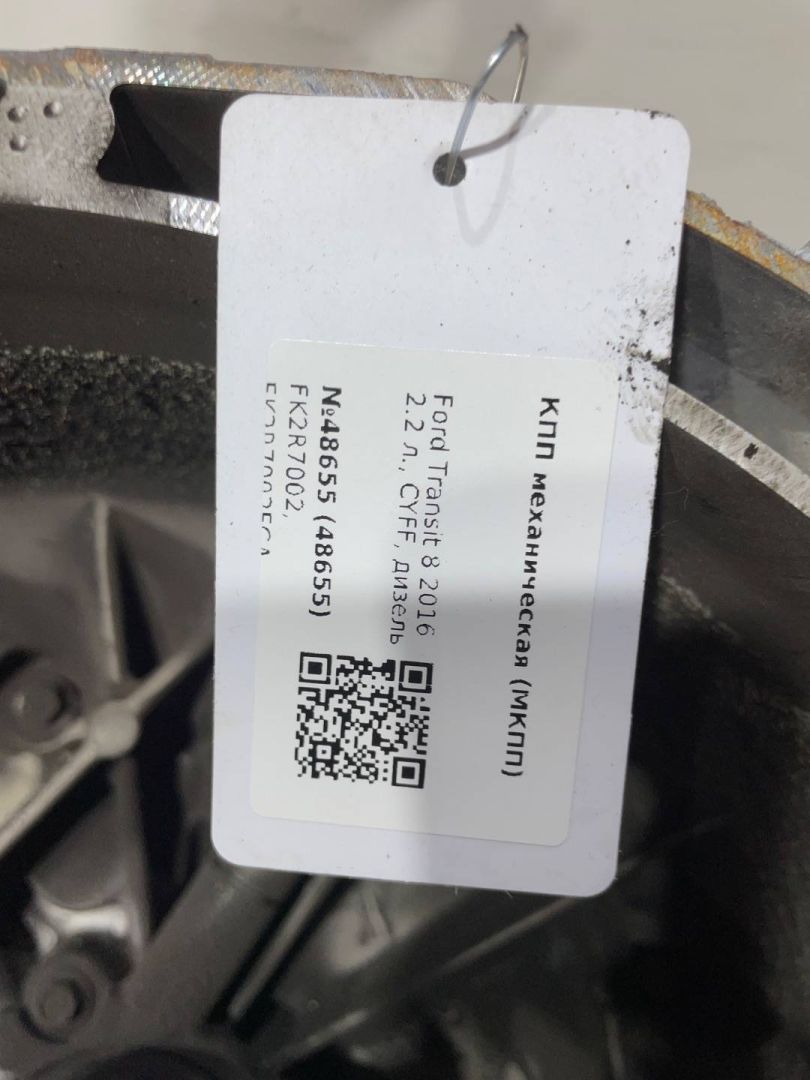 КПП механическая (МКПП)
Ford Transit 8 2016
2.2 л., CYFF, дизель
№48655 (48655)
FK2R7002,